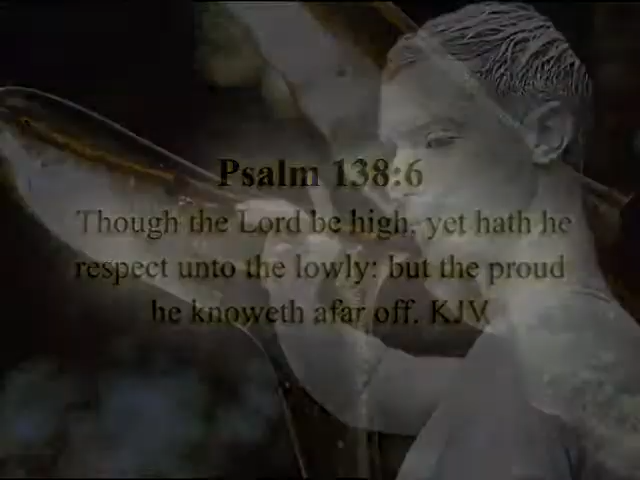 Psalm 138:6
Though the Lord be high, yet hath he
respect unto the lowly: but the proud
he knoweth afar off. KJV